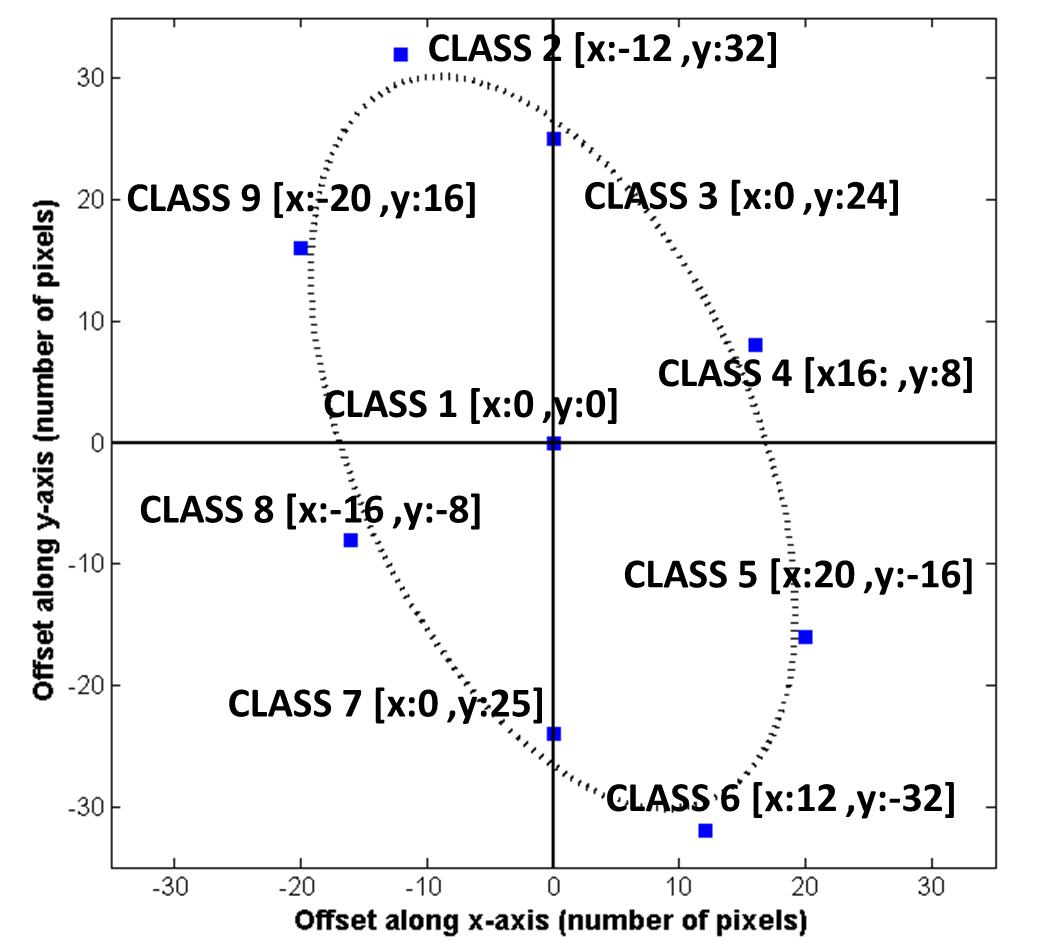 CLASS 2 [x:-12 ,y:32]
30
CLASS 9 [x:-20 ,y:16]
CLASS 3 [x:0 ,y:24]
20
10
CLASS 4 [x16: ,y:8]
CLASS 1 [x:0 ,y:0]
0
CLASS 8 [x:-16 ,y:-8]
-10
CLASS 5 [x:20 ,y:-16]
-20
CLASS 7 [x:0 ,y:25]
CLASS 6 [x:12 ,y:-32]
-30
Offset along y-axis (number of pixels)
-30 -20 -10 0 10 20 30
Offset along x-axis (number of pixels)